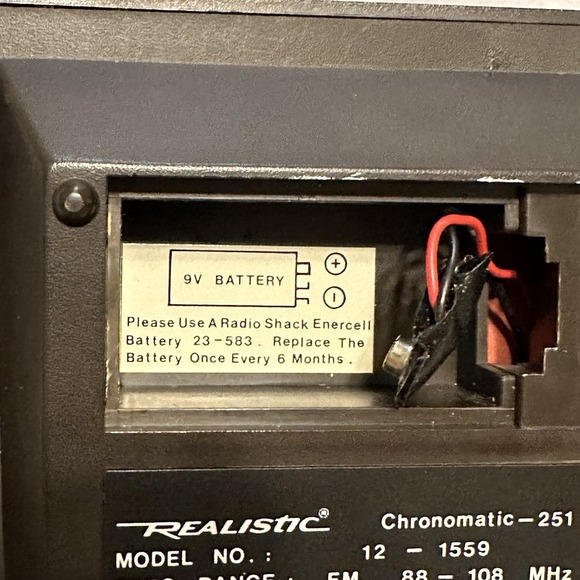 9V BATTERY
+
−
Please Use A Radio Shack Enercell
Battery 23-583. Replace The
Battery Once Every 6 Months.
REALISTIC® Chronomatic-251
MODEL NO.: 12 - 1559
RANGE: FM 88 - 108 MHz